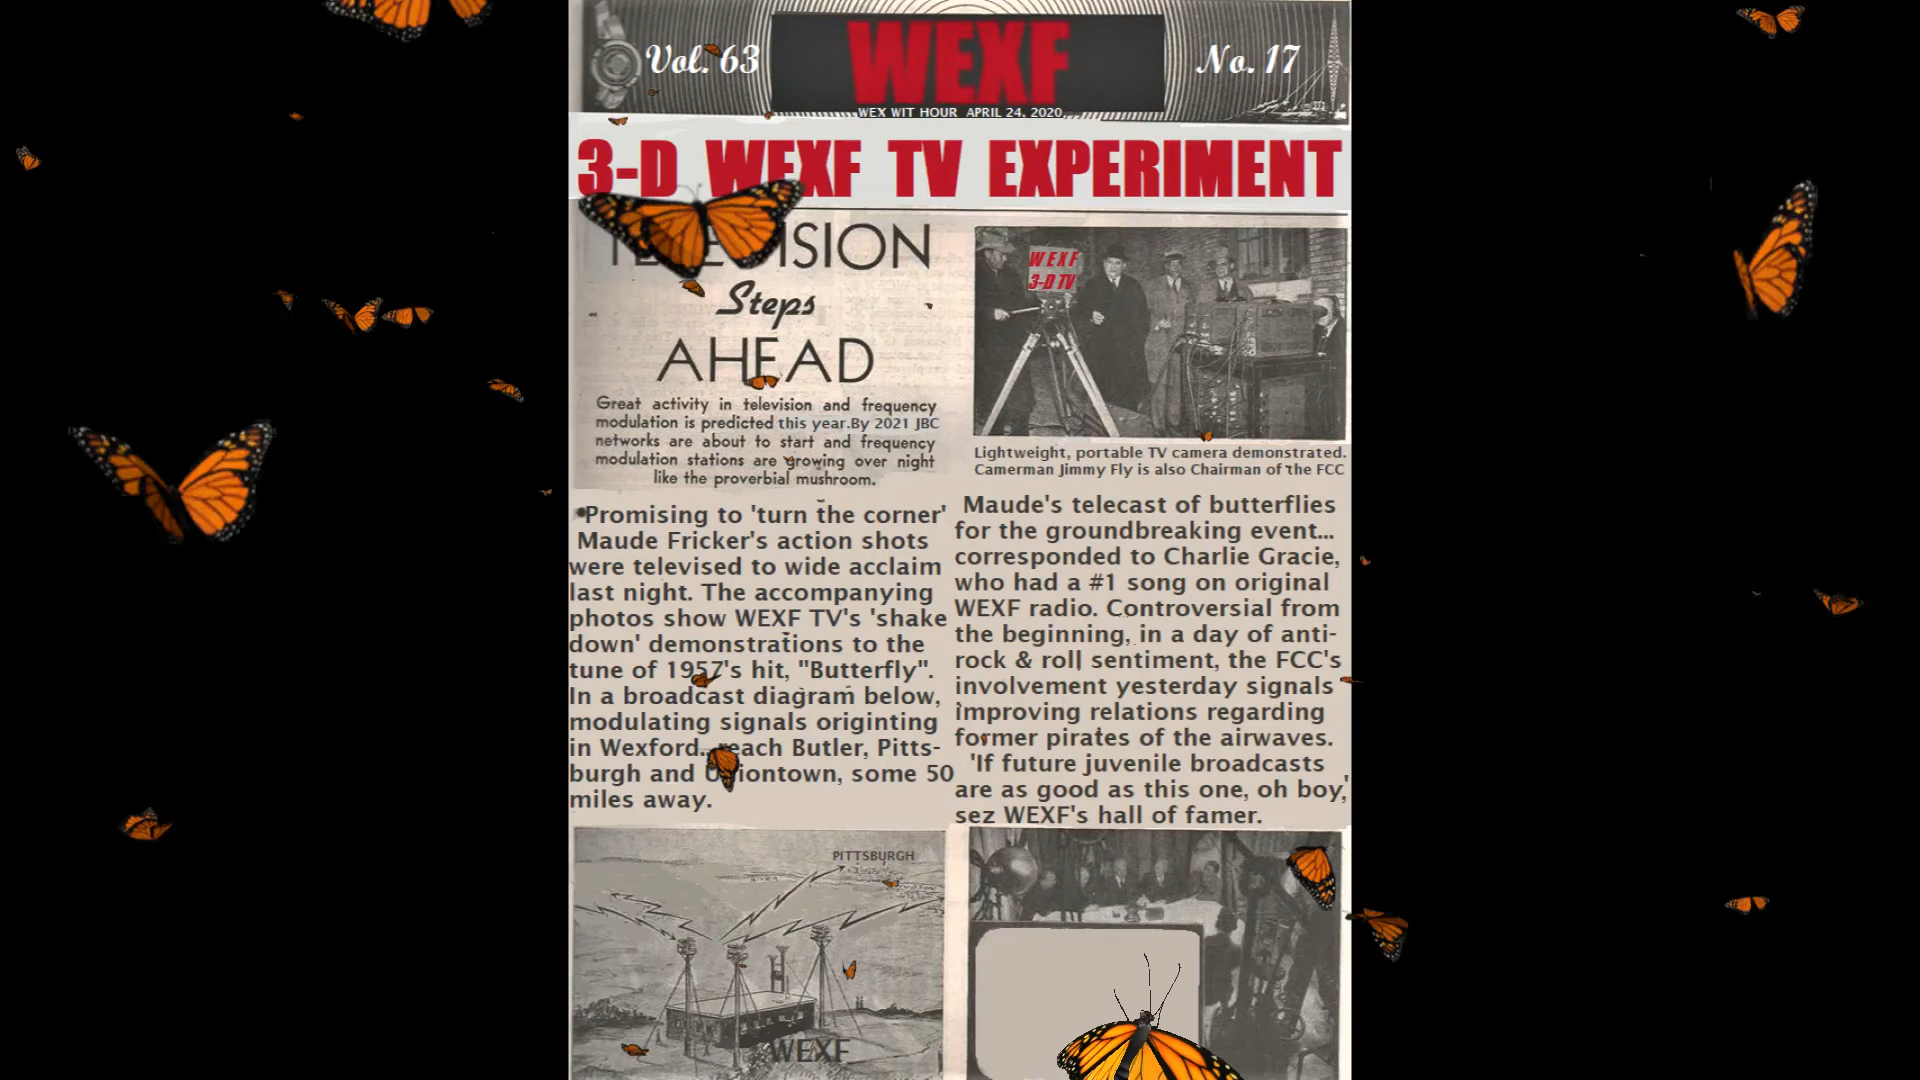 Vol. 63
WEXF
No. 17
WEX WIT HOUR APRIL 24, 2020
3-D WEXF TV EXPERIMENT
Steps
AHEAD
Great activity in television and frequency
modulation is predicted this year.By 2021 JBC
networks are about to start and frequency
modulation stations are growing over night
like the proverbial mushroom.
WEXF
3-D TV
Lightweight, portable TV camera demonstrated.
Camerman Jimmy Fly is also Chairman of the FCC
Promising to 'turn the corner'
Maude Fricker's action shots
were televised to wide acclaim
last night. The accompanying
photos show WEXF TV's 'shake
down' demonstrations to the
tune of 1957's hit, "Butterfly".
In a broadcast diagram below,
modulating signals originting
in Wexford...reach Butler, Pitts-
burgh and Uniontown, some 50
miles away.
Maude's telecast of butterflies
for the groundbreaking event...
corresponded to Charlie Gracie,
who had a #1 song on original
WEXF radio. Controversial from
the beginning, in a day of anti-
rock & roll sentiment, the FCC's
involvement yesterday signals
improving relations regarding
former pirates of the airwaves.
'If future juvenile broadcasts
are as good as this one, oh boy,'
sez WEXF's hall of famer.
PITTSBURGH
WEXF